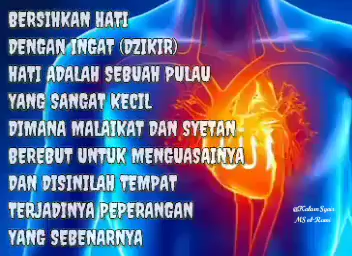 BERSIHKAN HATI
DENGAN INGAT (DZIKIR)
HATI ADALAH SEBUAH PULAU
YANG SANGAT KECIL
DIMANA MALAIKAT DAN SYETAN
BEREBUT UNTUK MENGUASAINYA
DAN DISINILAH TEMPAT
TERJADINYA PEPERANGAN
YANG SEBENARNYA